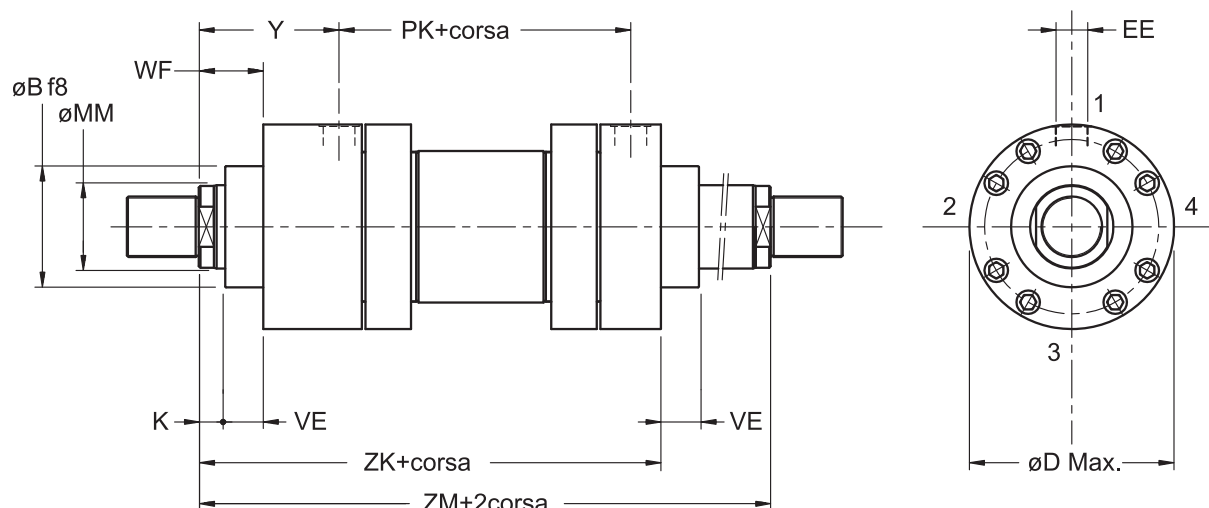 Y
PK+corsa
EE
WF
øB f8
øMM
1
2
4
3
K
VE
VE
ZK+corsa
øD Max.
ZM+2corsa